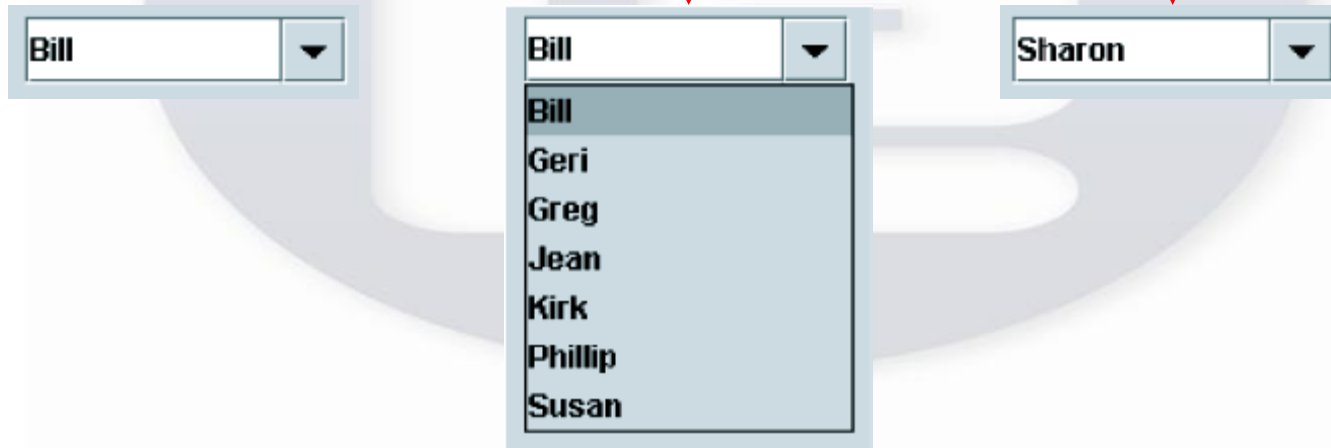 Bill
Bill
Bill
Geri
Greg
Jean
Kirk
Phillip
Susan
Sharon